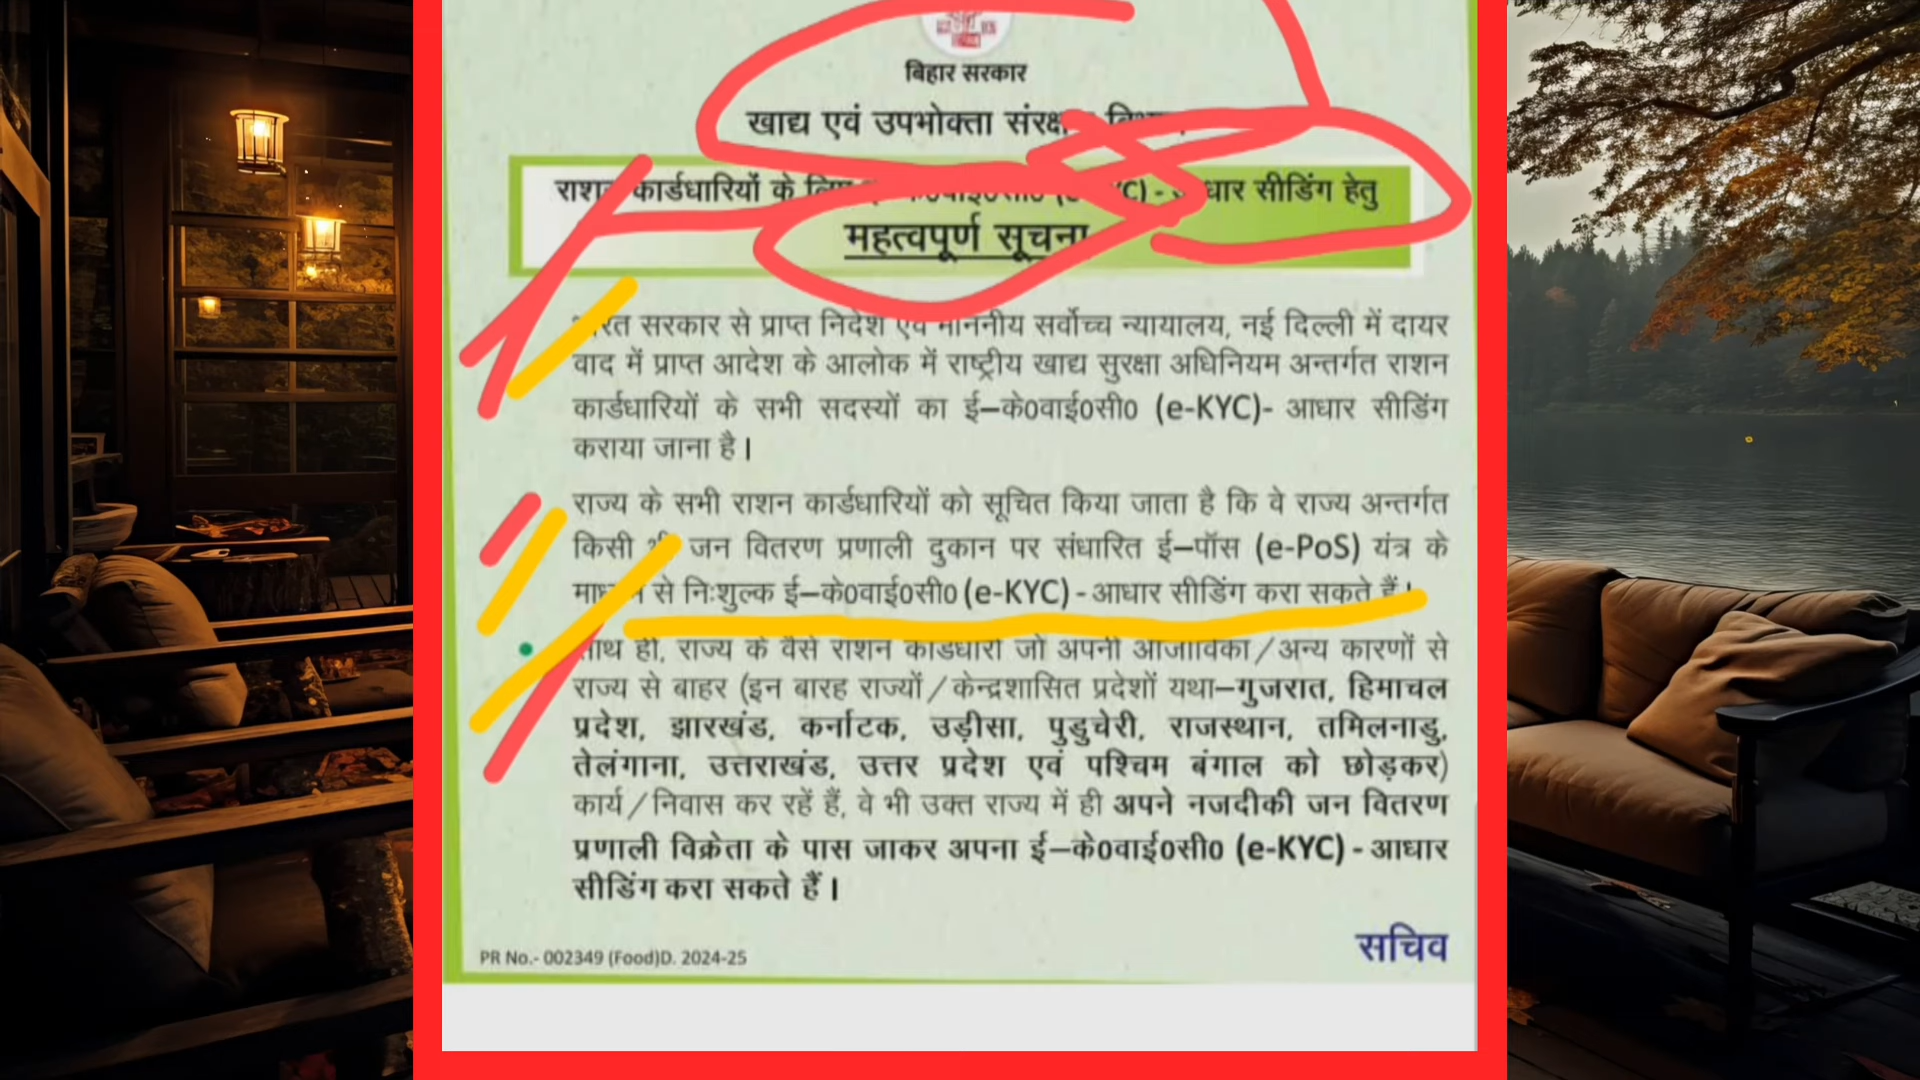 बिहार सरकार
खाद्य एवं उपभोक्ता
राशन कार्डधारियों के लिए (e-KYC) - आधार सीडिंग हेतु
महत्वपूर्ण सूचना
भारत सरकार से प्राप्त निदेश एवं माननीय सर्वोच्च न्यायालय, नई दिल्ली में दायर
वाद में प्राप्त आदेश के आलोक में राष्ट्रीय खाद्य सुरक्षा अधिनियम अन्तर्गत राशन
कार्डधारियों के सभी सदस्यों का ई–के०वाई०सी० (e-KYC)- आधार सीडिंग
कराया जाना है।
राज्य के सभी राशन कार्डधारियों को सूचित किया जाता है कि वे राज्य अन्तर्गत
किसी भी जन वितरण प्रणाली दुकान पर संधारित ई–पॉस (e-PoS) यंत्र के
माध्यम से निःशुल्क ई–के०वाई०सी० (e-KYC) - आधार सीडिंग करा सकते हैं।
साथ ही, राज्य के वैसे राशन कार्डधारी जो अपनी आजीविका/अन्य कारणों से
राज्य से बाहर (इन बारह राज्यों/केन्द्रशासित प्रदेशों यथा–गुजरात, हिमाचल
प्रदेश, झारखंड, कर्नाटक, उड़ीसा, पुडुचेरी, राजस्थान, तमिलनाडु,
तेलंगाना, उत्तराखंड, उत्तर प्रदेश एवं पश्चिम बंगाल को छोड़कर)
कार्य/निवास कर रहें हैं, वे भी उक्त राज्य में ही अपने नजदीकी जन वितरण
प्रणाली विक्रेता के पास जाकर अपना ई–के०वाई०सी० (e-KYC) - आधार
सीडिंग करा सकते हैं।
सचिव
PR No.- 002349 (Food)D. 2024-25